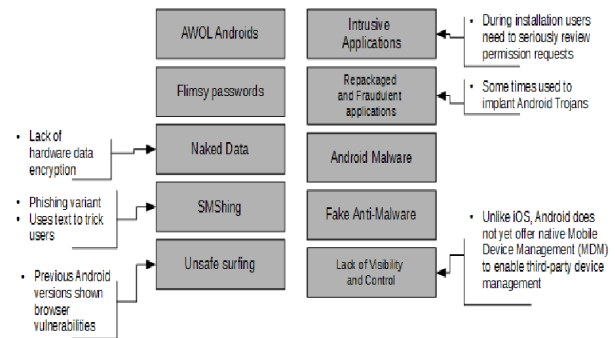 AWOL Androids
Flimsy passwords
• Lack of
hardware data
encryption
Naked Data
• Phishing variant
• Uses text to trick
users
SMShing
• Previous Android
versions shown
browser
vulnerabilities
Unsafe surfing
Intrusive
Applications
• During installation users
need to seriously review
permission requests
Repackaged
and Fraudulent
applications
• Some times used to
implant Android Trojans
Android Malware
Fake Anti-Malware
Lack of Visibility
and Control
• Unlike iOS, Android does
not yet offer native Mobile
Device Management (MDM)
to enable third-party device
management